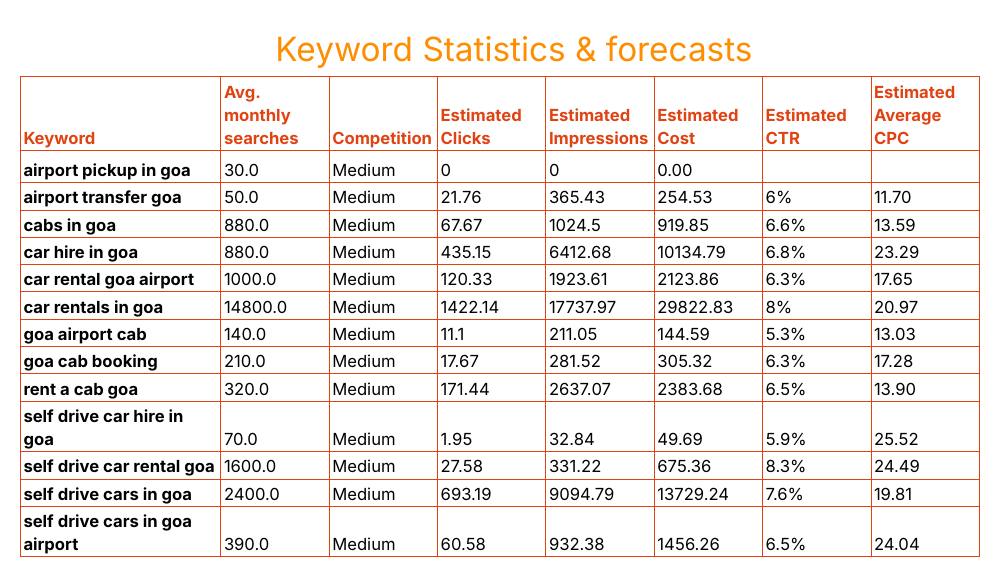 Keyword Statistics & forecasts
Keyword Avg. monthly searches Competition Estimated Clicks Estimated Impressions Estimated Cost Estimated CTR Estimated Average CPC
airport pickup in goa 30.0 Medium 0 0 0.00
airport transfer goa 50.0 Medium 21.76 365.43 254.53 6% 11.70
cabs in goa 880.0 Medium 67.67 1024.5 919.85 6.6% 13.59
car hire in goa 880.0 Medium 435.15 6412.68 10134.79 6.8% 23.29
car rental goa airport 1000.0 Medium 120.33 1923.61 2123.86 6.3% 17.65
car rentals in goa 14800.0 Medium 1422.14 17737.97 29822.83 8% 20.97
goa airport cab 140.0 Medium 11.1 211.05 144.59 5.3% 13.03
goa cab booking 210.0 Medium 17.67 281.52 305.32 6.3% 17.28
rent a cab goa 320.0 Medium 171.44 2637.07 2383.68 6.5% 13.90
self drive car hire in goa 70.0 Medium 1.95 32.84 49.69 5.9% 25.52
self drive car rental goa 1600.0 Medium 27.58 331.22 675.36 8.3% 24.49
self drive cars in goa 2400.0 Medium 693.19 9094.79 13729.24 7.6% 19.81
self drive cars in goa airport 390.0 Medium 60.58 932.38 1456.26 6.5% 24.04